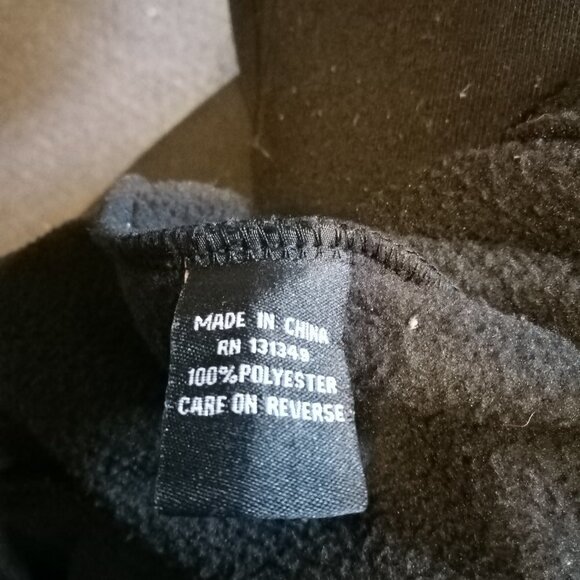 MADE IN CHINA
RN 131349
100%POLYESTER
CARE ON REVERSE